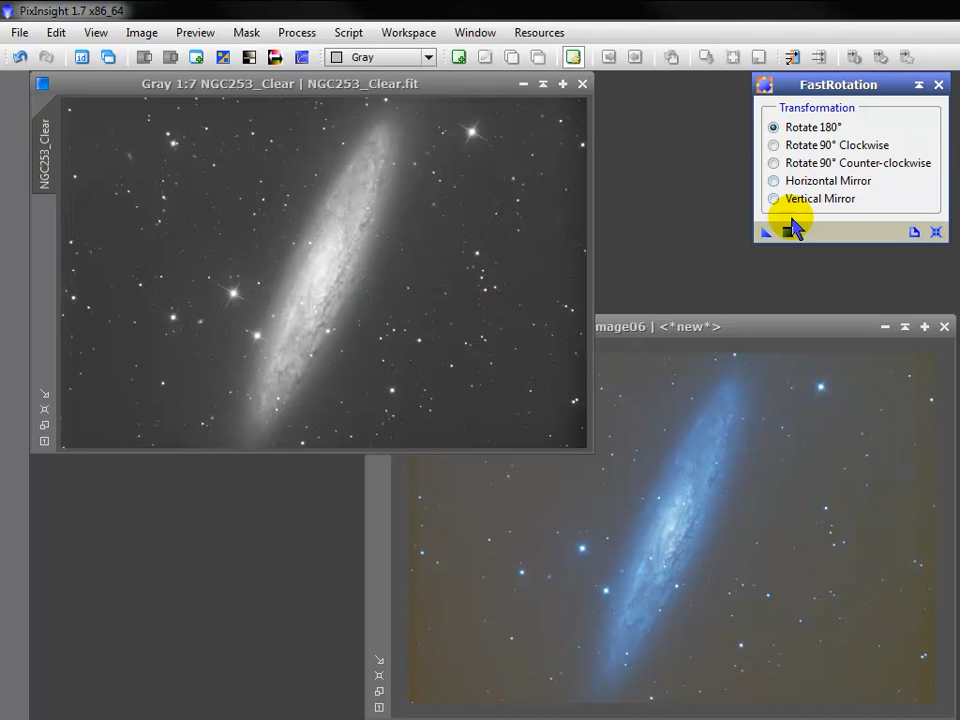 PixInsight 1.7 x86_64
File Edit View Image Preview Mask Process Script Workspace Window Resources
Gray
Gray 1:7 NGC253_Clear | NGC253_Clear.fit
NGC253_Clear
FastRotation
Transformation
Rotate 180°
Rotate 90° Clockwise
Rotate 90° Counter-clockwise
Horizontal Mirror
Vertical Mirror
mage06 | <*new*>